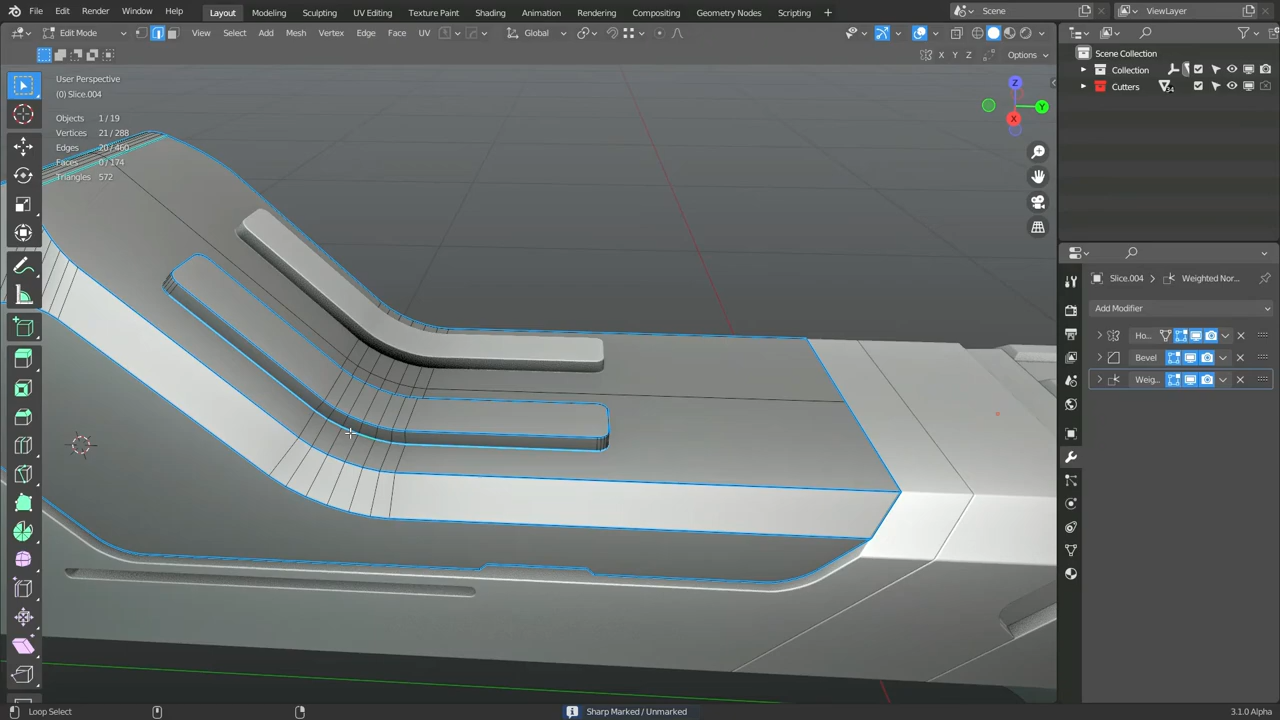 File Edit Render Window Help Layout Modeling Sculpting UV Editing Texture Paint Shading Animation Rendering Compositing Geometry Nodes Scripting + Scene ViewLayer
Edit Mode View Select Add Mesh Vertex Edge Face UV Global
X Y Z Options
User Perspective
(0) Slice.004
Objects 1 / 19
Vertices 21 / 288
Edges 20 / 460
Faces 0 / 174
Triangles 572
Z
Y
X
Scene Collection
Collection
Cutters 34
Slice.004 Weighted Nor...
Add Modifier
Ho...
Bevel
Weig...
Loop Select
Sharp Marked / Unmarked
3.1.0 Alpha